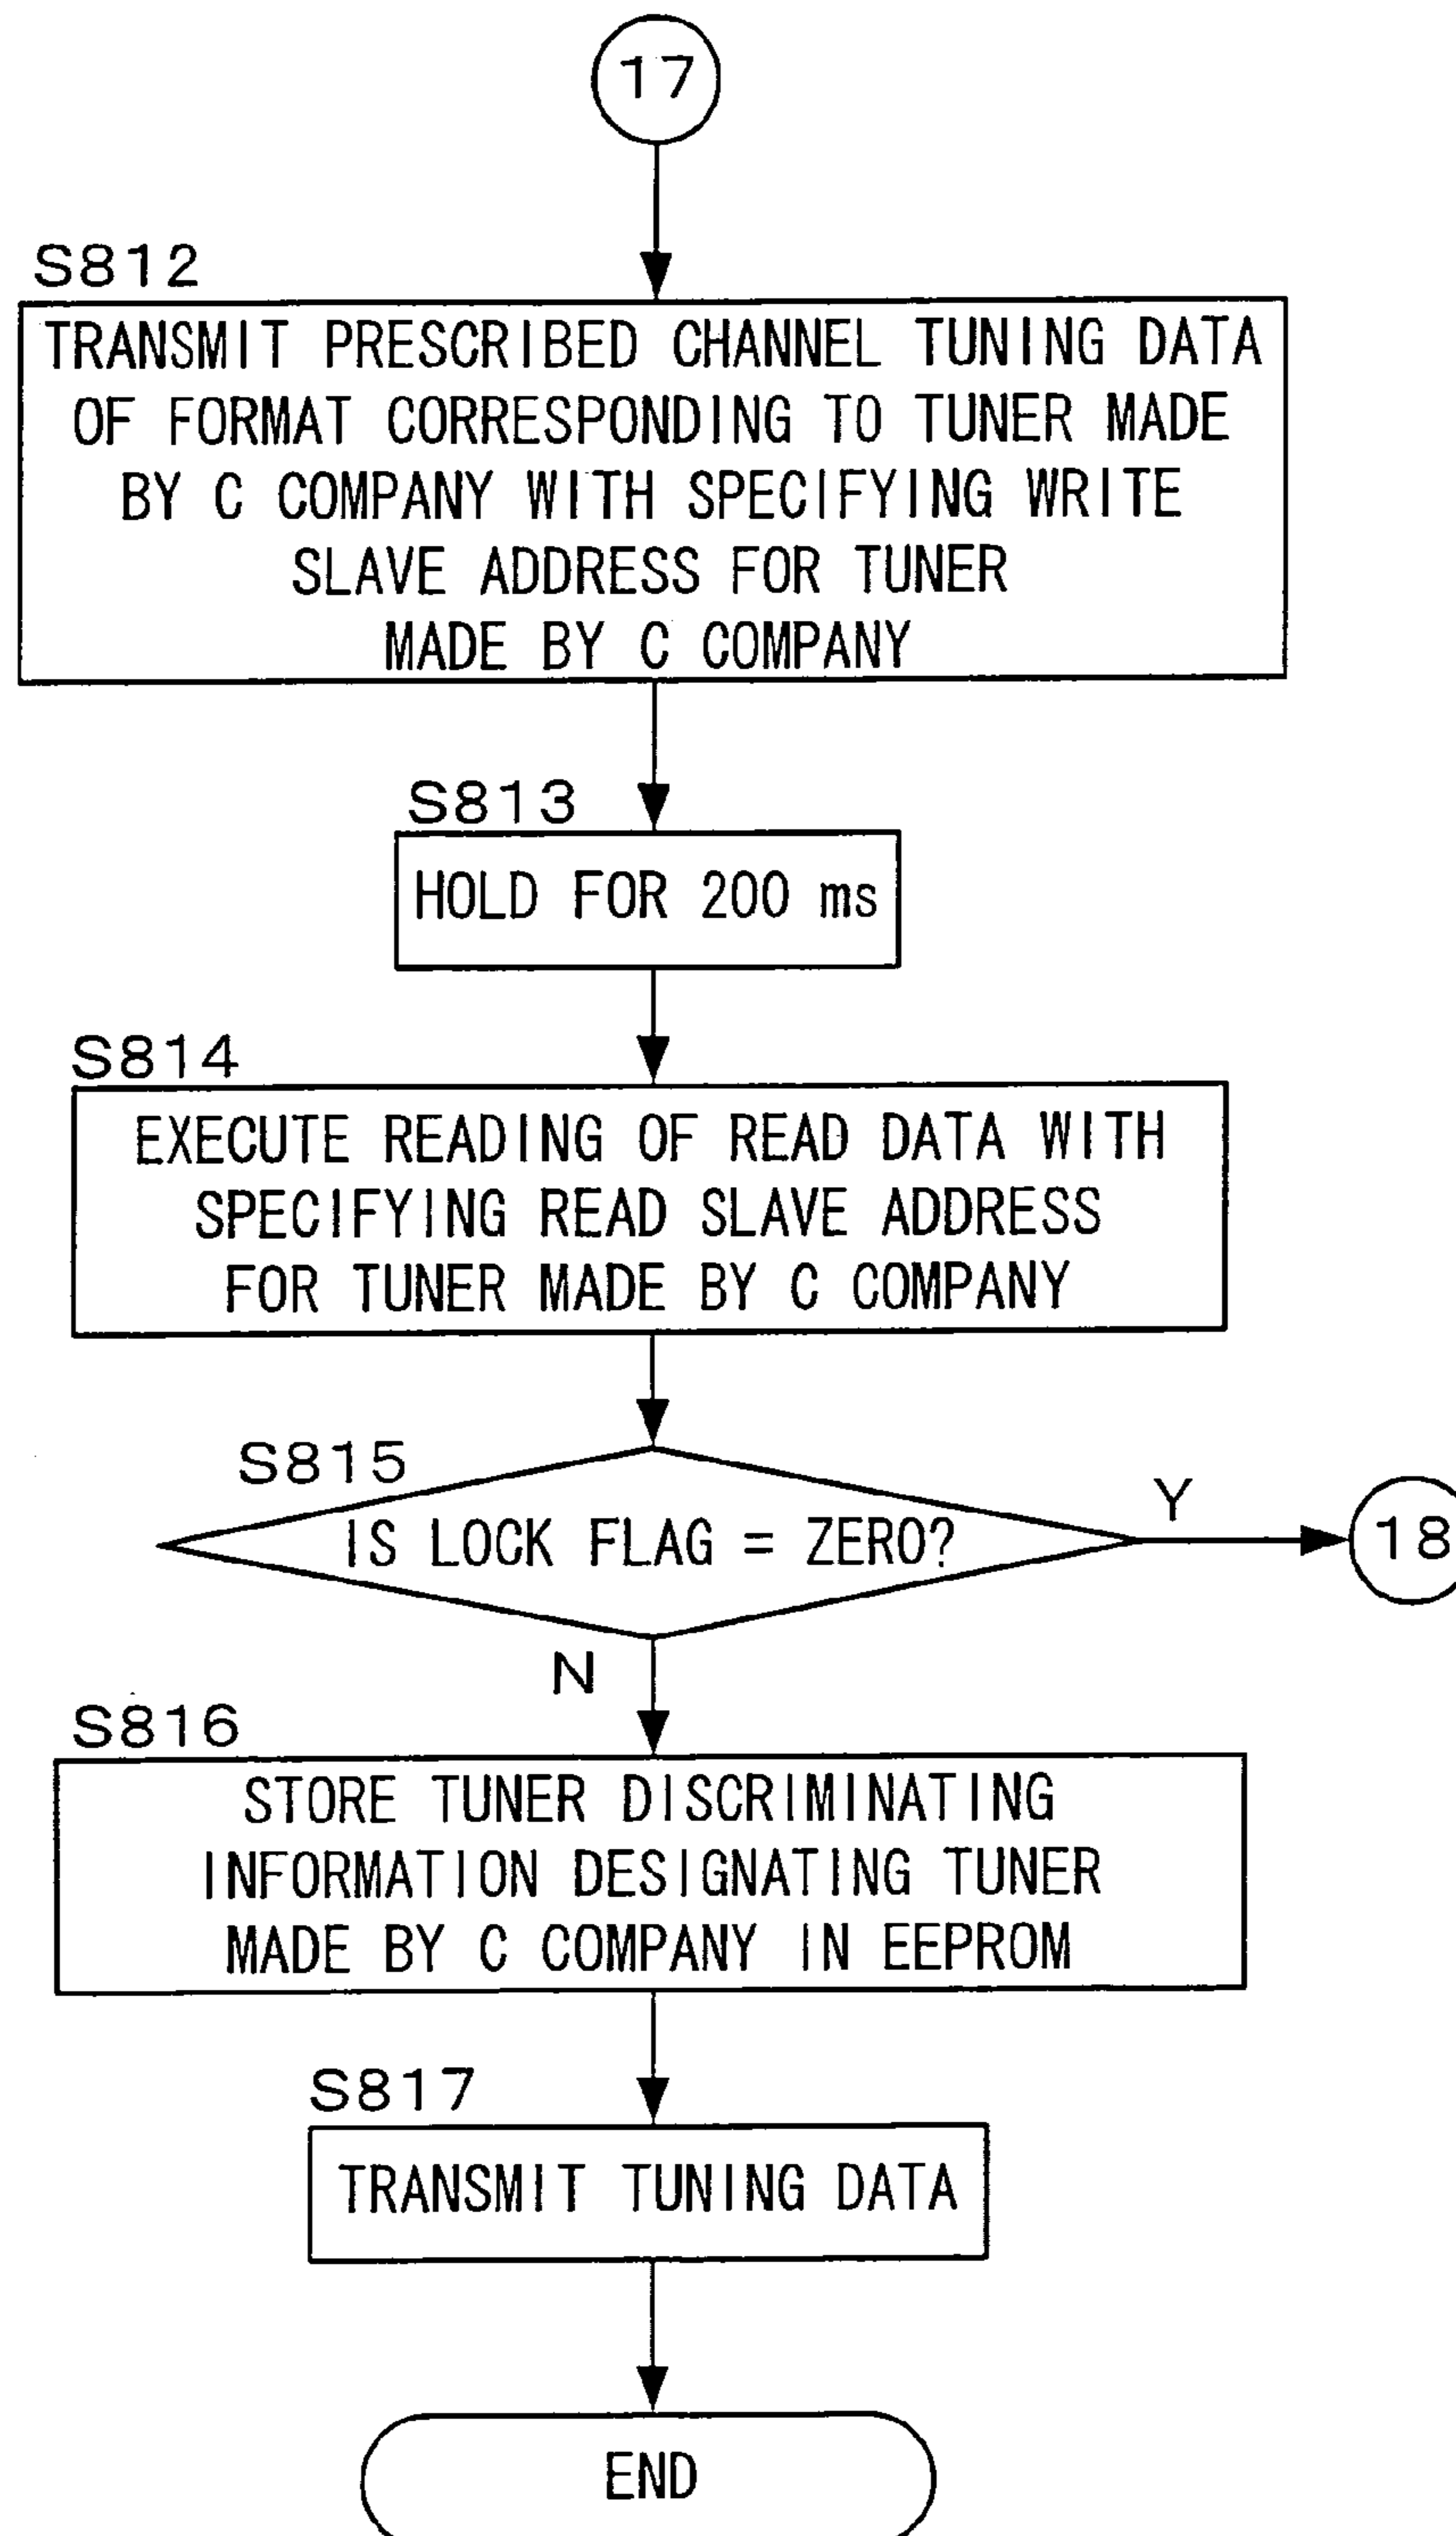 17
S812
TRANSMIT PRESCRIBED CHANNEL TUNING DATA
OF FORMAT CORRESPONDING TO TUNER MADE
BY C COMPANY WITH SPECIFYING WRITE
SLAVE ADDRESS FOR TUNER
MADE BY C COMPANY
S813
HOLD FOR 200 ms
S814
EXECUTE READING OF READ DATA WITH
SPECIFYING READ SLAVE ADDRESS
FOR TUNER MADE BY C COMPANY
S815
IS LOCK FLAG = ZERO?
Y
18
N
S816
STORE TUNER DISCRIMINATING
INFORMATION DESIGNATING TUNER
MADE BY C COMPANY IN EEPROM
S817
TRANSMIT TUNING DATA
END